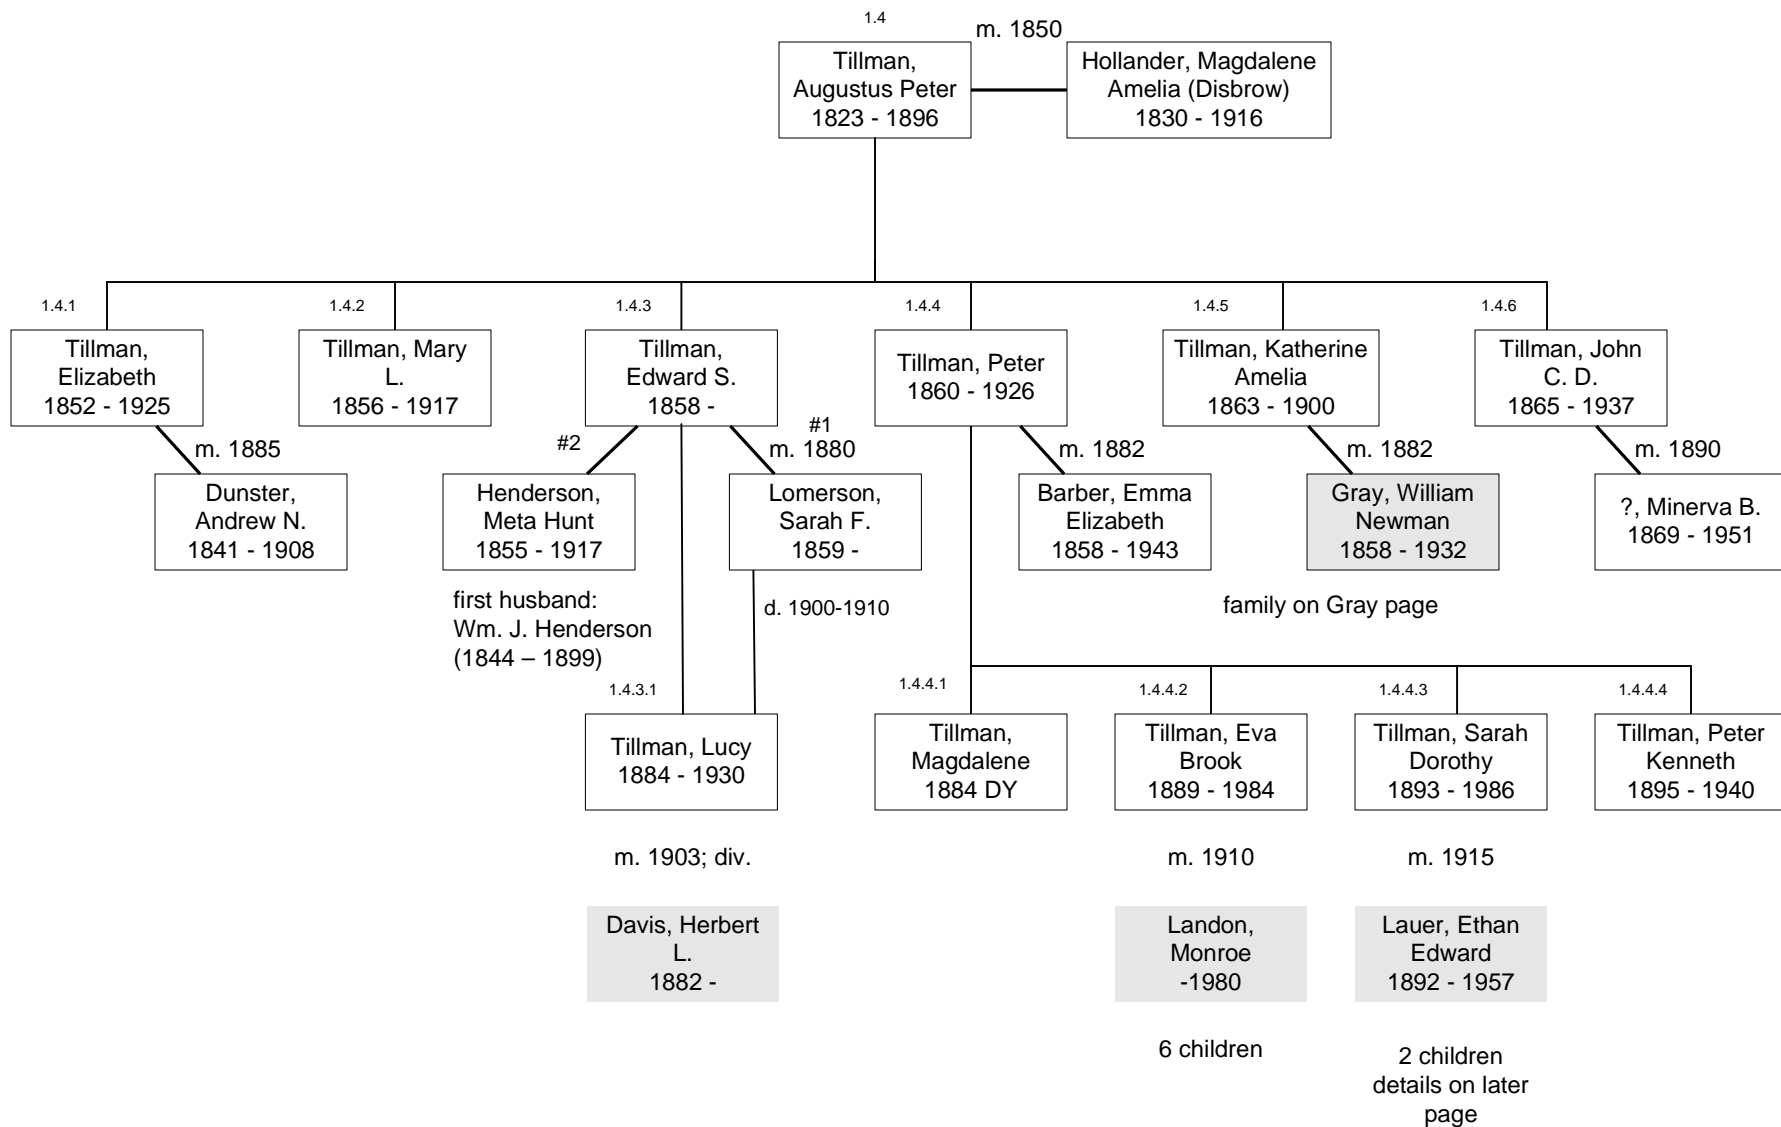 1.4
m. 1850
Tillman,
Augustus Peter
1823 - 1896
Hollander, Magdalene
Amelia (Disbrow)
1830 - 1916
1.4.1
Tillman,
Elizabeth
1852 - 1925
1.4.2
Tillman, Mary
L.
1856 - 1917
1.4.3
Tillman,
Edward S.
1858 -
1.4.4
Tillman, Peter
1860 - 1926
1.4.5
Tillman, Katherine
Amelia
1863 - 1900
1.4.6
Tillman, John
C. D.
1865 - 1937
m. 1885
Dunster,
Andrew N.
1841 - 1908
#2
Henderson,
Meta Hunt
1855 - 1917
first husband:
Wm. J. Henderson
(1844 – 1899)
#1
m. 1880
Lomerson,
Sarah F.
1859 -
d. 1900-1910
m. 1882
Barber, Emma
Elizabeth
1858 - 1943
m. 1882
Gray, William
Newman
1858 - 1932
family on Gray page
m. 1890
?, Minerva B.
1869 - 1951
1.4.3.1
Tillman, Lucy
1884 - 1930
m. 1903; div.
Davis, Herbert
L.
1882 -
1.4.4.1
Tillman,
Magdalene
1884 DY
1.4.4.2
Tillman, Eva
Brook
1889 - 1984
m. 1910
Landon,
Monroe
-1980
6 children
1.4.4.3
Tillman, Sarah
Dorothy
1893 - 1986
m. 1915
Lauer, Ethan
Edward
1892 - 1957
2 children
details on later
page
1.4.4.4
Tillman, Peter
Kenneth
1895 - 1940